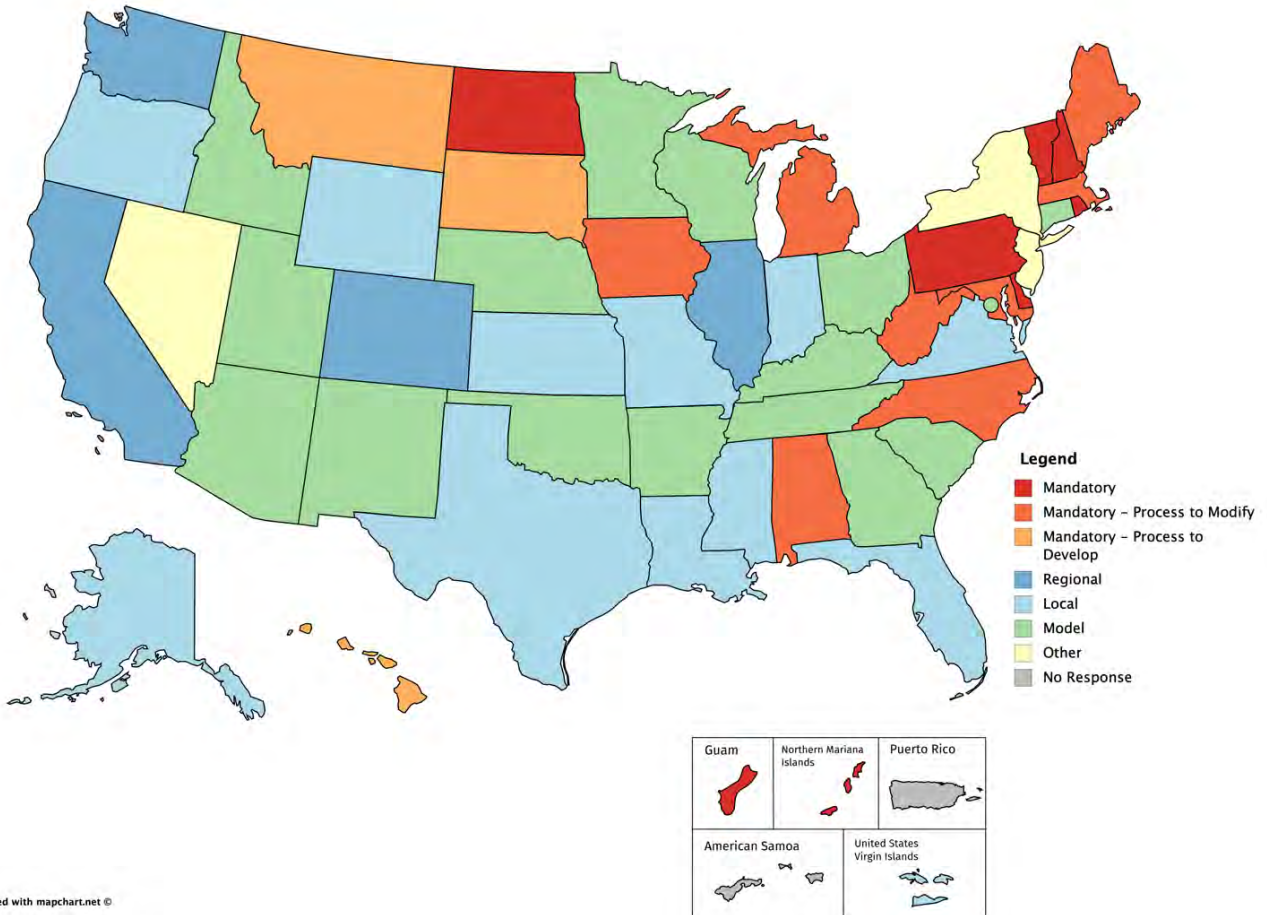 Legend
Mandatory
Mandatory – Process to Modify
Mandatory – Process to
Develop
Regional
Local
Model
Other
No Response
Guam
Northern Mariana
Islands
Puerto Rico
American Samoa
United States
Virgin Islands
ed with mapchart.net ©